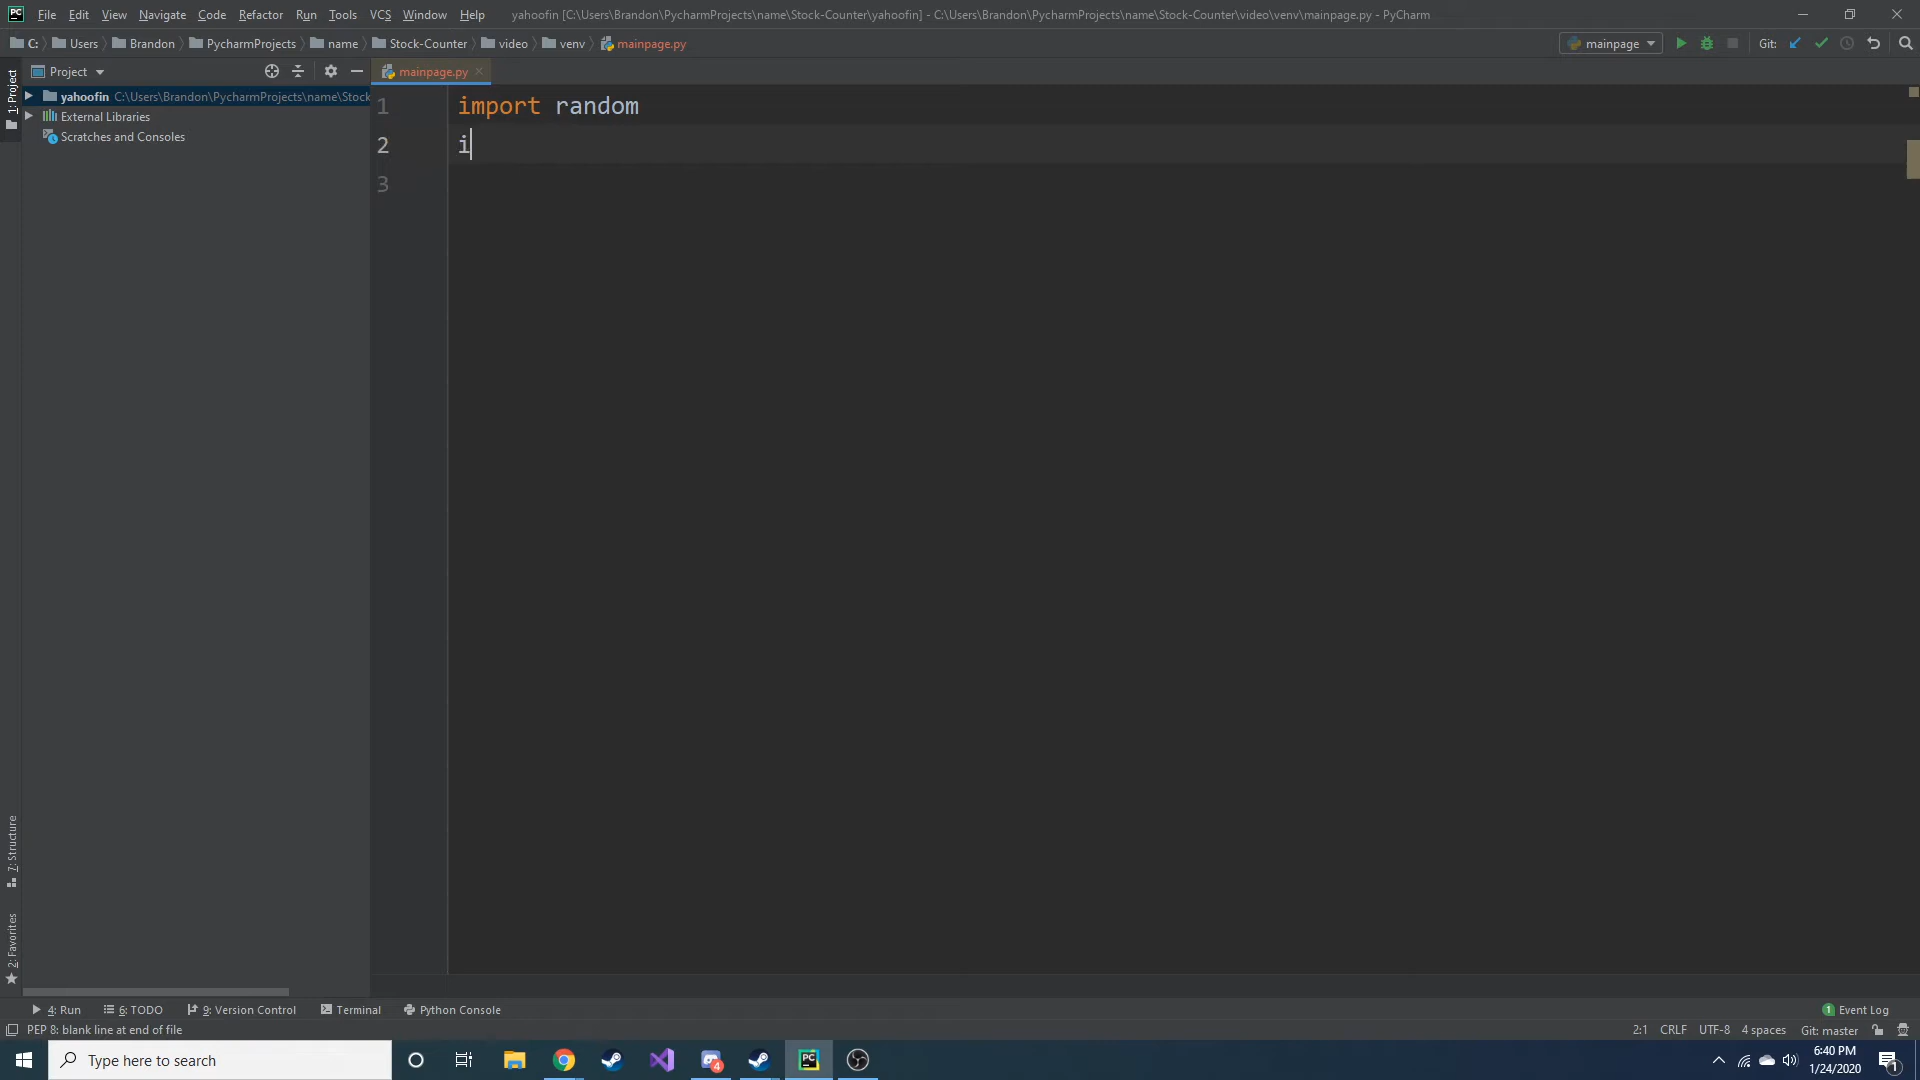 PC File Edit View Navigate Code Refactor Run Tools VCS Window Help yahoofin [C:\Users\Brandon\PycharmProjects\name\Stock-Counter\yahoofin] - C:\Users\Brandon\PycharmProjects\name\Stock-Counter\video\venv\mainpage.py - PyCharm
C: Users Brandon PycharmProjects name Stock-Counter video venv mainpage.py mainpage Git:
1: Project
Project
mainpage.py
yahoofin C:\Users\Brandon\PycharmProjects\name\Stock
External Libraries
Scratches and Consoles
1 import random
2 i
3
7: Structure
2: Favorites
4: Run 6: TODO 9: Version Control Terminal Python Console 1 Event Log
PEP 8: blank line at end of file 2:1 CRLF UTF-8 4 spaces Git: master
Type here to search 4 PC 6:40 PM 1
1/24/2020